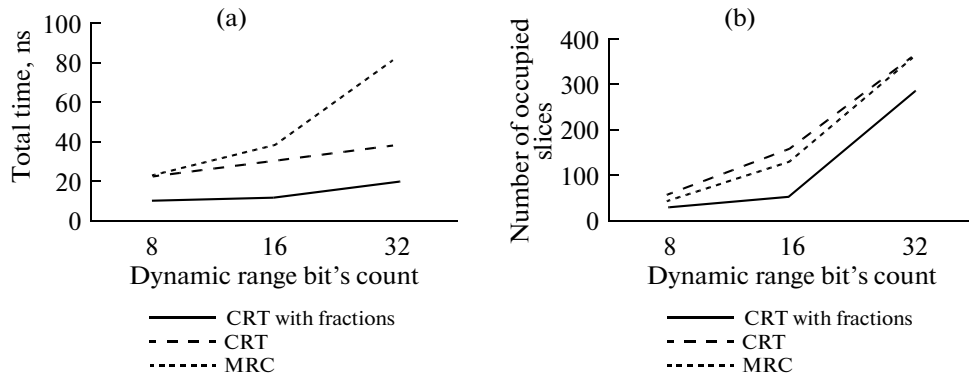 (a)
Total time, ns
100
80
60
40
20
0
8 16 32
Dynamic range bit's count
CRT with fractions
CRT
MRC
(b)
Number of occupied
slices
400
300
200
100
0
8 16 32
Dynamic range bit's count
CRT with fractions
CRT
MRC